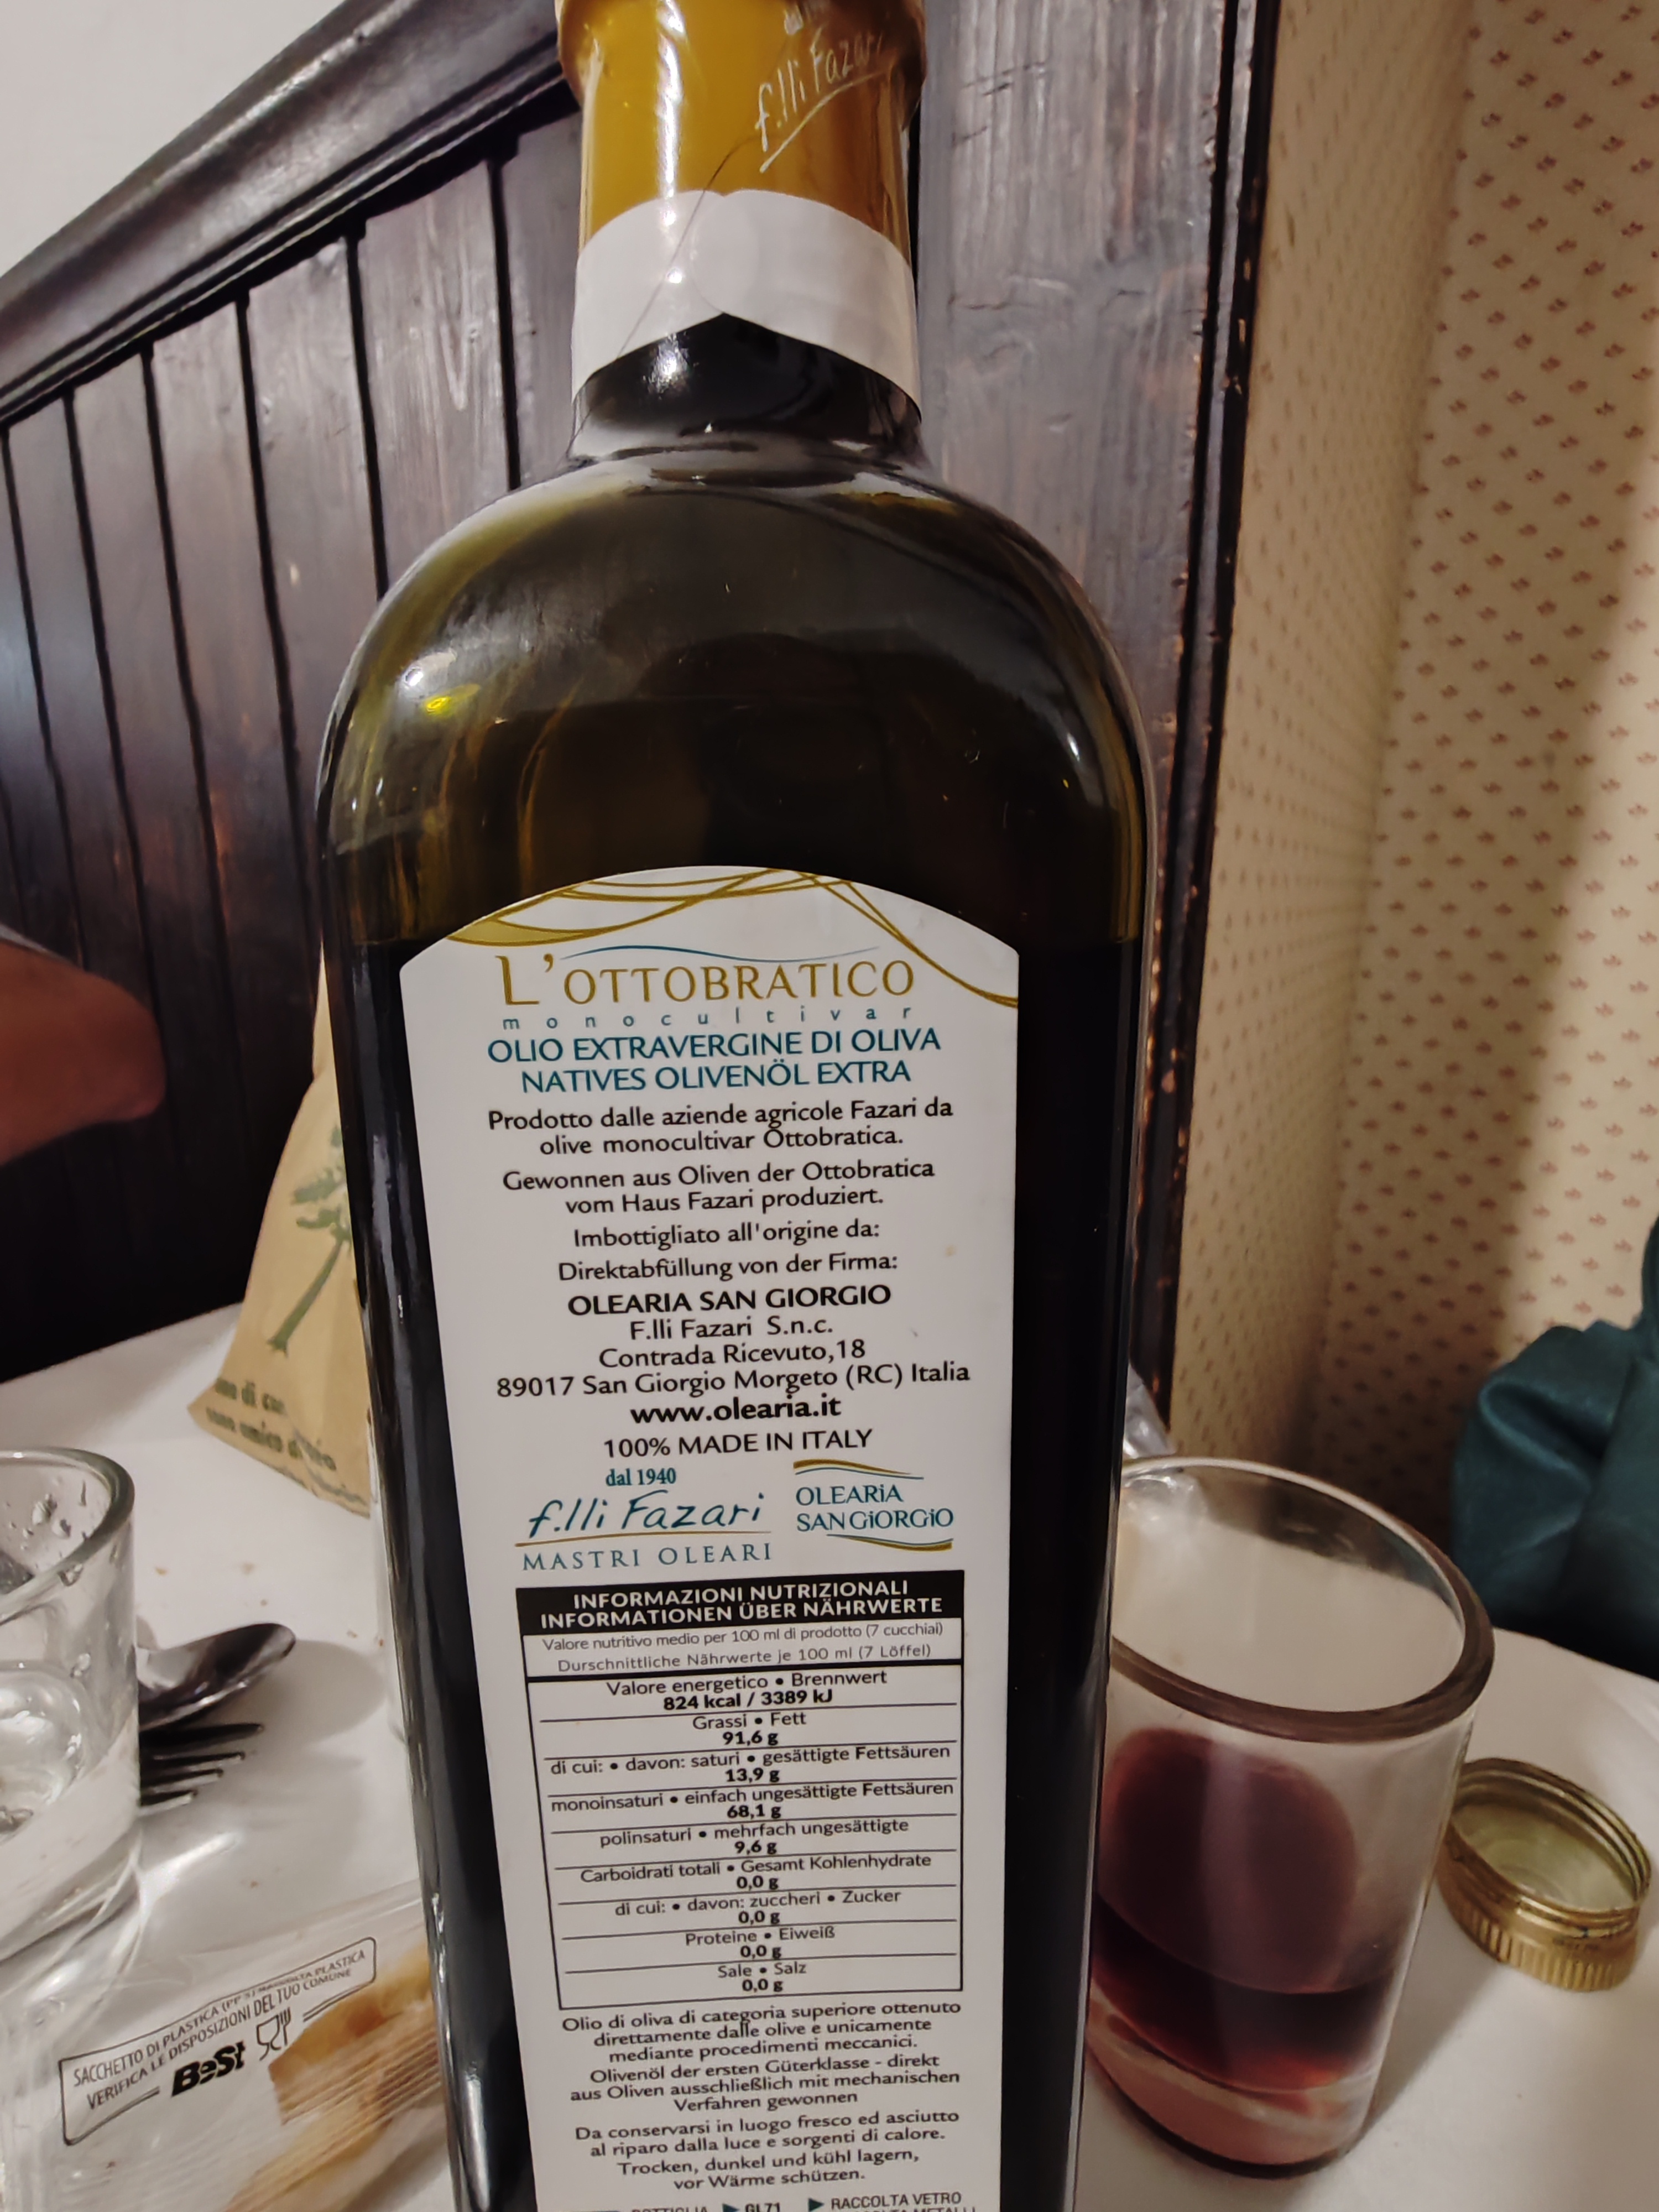 f.lli Fazari
L'OTTOBRATICO
monocultivar
OLIO EXTRAVERGINE DI OLIVA
NATIVES OLIVENÖL EXTRA
Prodotto dalle aziende agricole Fazari da
olive monocultivar Ottobratica.
Gewonnen aus Oliven der Ottobratica
vom Haus Fazari produziert.
Imbottigliato all'origine da:
Direktabfüllung von der Firma:
OLEARIA SAN GIORGIO
F.lli Fazari S.n.c.
Contrada Ricevuto,18
89017 San Giorgio Morgeto (RC) Italia
www.olearia.it
100% MADE IN ITALY
dal 1940
f.lli Fazari
MASTRI OLEARI
OLEARIA
SAN GIORGIO
INFORMAZIONI NUTRIZIONALI
INFORMATIONEN ÜBER NÄHRWERTE
Valore nutritivo medio per 100 ml di prodotto (7 cucchiai)
Durschnittliche Nährwerte je 100 ml (7 Löffel)
Valore energetico • Brennwert
824 kcal / 3389 kJ
Grassi • Fett
91,6 g
di cui: • davon: saturi • gesättigte Fettsäuren
13,9 g
monoinsaturi • einfach ungesättigte Fettsäuren
68,1 g
polinsaturi • mehrfach ungesättigte
9,6 g
Carboidrati totali • Gesamt Kohlenhydrate
0,0 g
di cui: • davon: zuccheri • Zucker
0,0 g
Proteine • Eiweiß
0,0 g
Sale • Salz
0,0 g
Olio di oliva di categoria superiore ottenuto
direttamente dalle olive e unicamente
mediante procedimenti meccanici.
Olivenöl der ersten Güterklasse - direkt
aus Oliven ausschließlich mit mechanischen
Verfahren gewonnen
Da conservarsi in luogo fresco ed asciutto
al riparo dalla luce e sorgenti di calore.
Trocken, dunkel und kühl lagern,
vor Wärme schützen.
GL71 RACCOLTA VETRO
SACCHETTO DI PLASTICA (PP 5) RACCOLTA PLASTICA
VERIFICA LE DISPOSIZIONI DEL TUO COMUNE
BeSt
di
amico